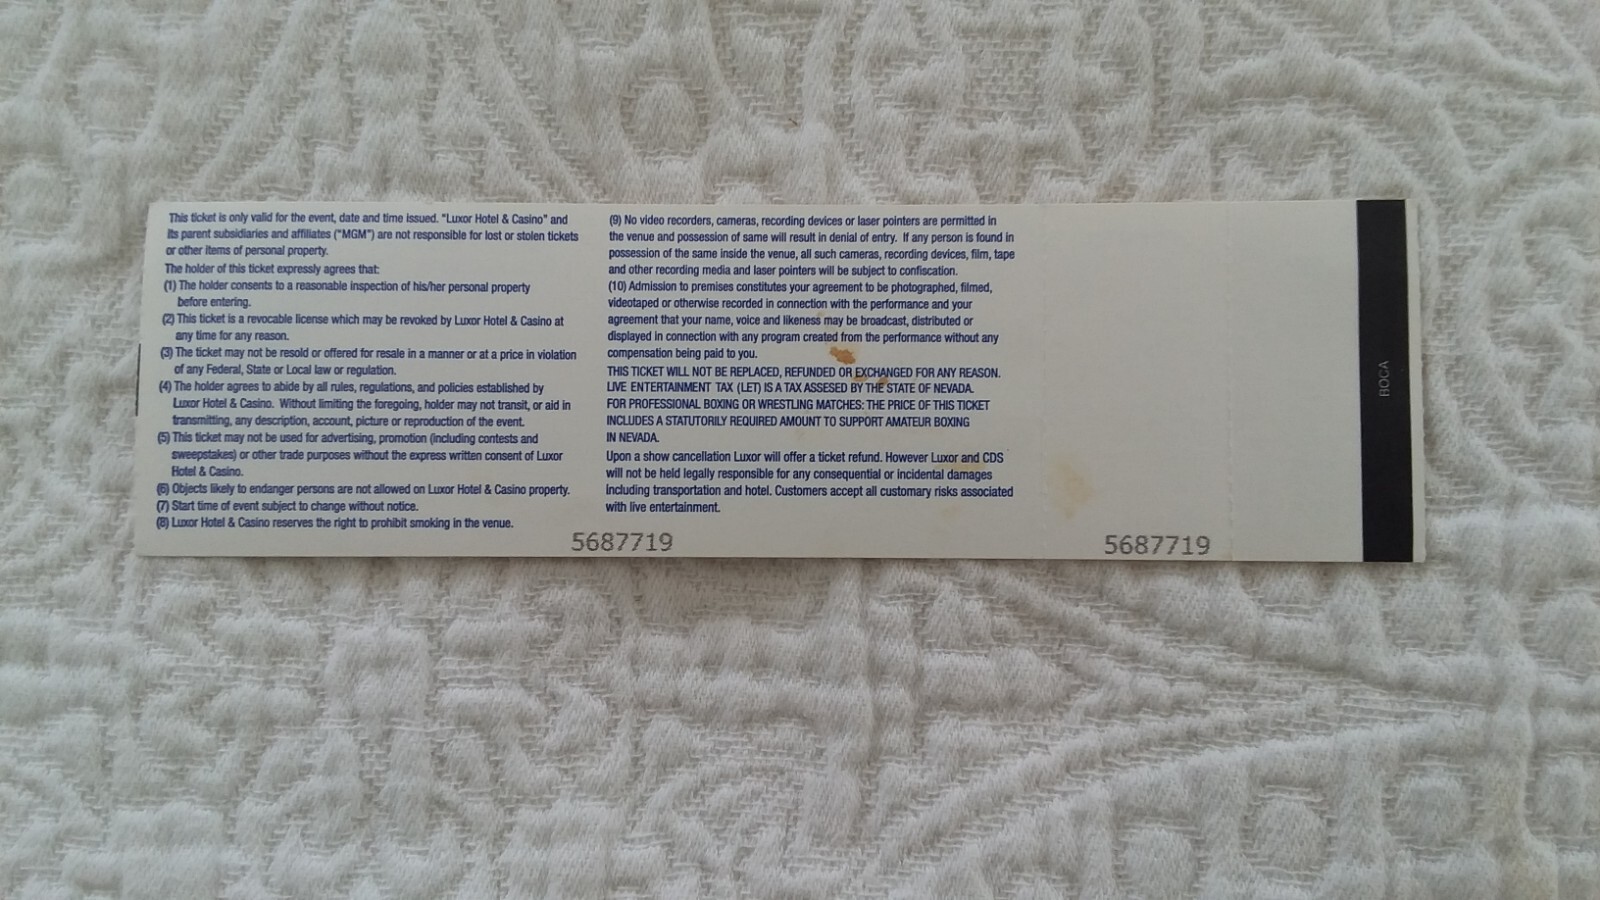 This ticket is only valid for the event, date and time issued. "Luxor Hotel & Casino" and
its parent subsidiaries and affiliates ("MGM") are not responsible for lost or stolen tickets
or other items of personal property.
The holder of this ticket expressly agrees that:
(1) The holder consents to a reasonable inspection of his/her personal property
before entering.
(2) This ticket is a revocable license which may be revoked by Luxor Hotel & Casino at
any time for any reason.
(3) The ticket may not be resold or offered for resale in a manner or at a price in violation
of any Federal, State or Local law or regulation.
(4) The holder agrees to abide by all rules, regulations, and policies established by
Luxor Hotel & Casino. Without limiting the foregoing, holder may not transit, or aid in
transmitting, any description, account, picture or reproduction of the event.
(5) This ticket may not be used for advertising, promotion (including contests and
sweepstakes) or other trade purposes without the express written consent of Luxor
Hotel & Casino.
(6) Objects likely to endanger persons are not allowed on Luxor Hotel & Casino property.
(7) Start time of event subject to change without notice.
(8) Luxor Hotel & Casino reserves the right to prohibit smoking in the venue.
(9) No video recorders, cameras, recording devices or laser pointers are permitted in
the venue and possession of same will result in denial of entry. If any person is found in
possession of the same inside the venue, all such cameras, recording devices, film, tape
and other recording media and laser pointers will be subject to confiscation.
(10) Admission to premises constitutes your agreement to be photographed, filmed,
videotaped or otherwise recorded in connection with the performance and your
agreement that your name, voice and likeness may be broadcast, distributed or
displayed in connection with any program created from the performance without any
compensation being paid to you.
THIS TICKET WILL NOT BE REPLACED, REFUNDED OR EXCHANGED FOR ANY REASON.
LIVE ENTERTAINMENT TAX (LET) IS A TAX ASSESED BY THE STATE OF NEVADA.
FOR PROFESSIONAL BOXING OR WRESTLING MATCHES: THE PRICE OF THIS TICKET
INCLUDES A STATUTORILY REQUIRED AMOUNT TO SUPPORT AMATEUR BOXING
IN NEVADA.
Upon a show cancellation Luxor will offer a ticket refund. However Luxor and CDS
will not be held legally responsible for any consequential or incidental damages
including transportation and hotel. Customers accept all customary risks associated
with live entertainment.
5687719
5687719
BOCA